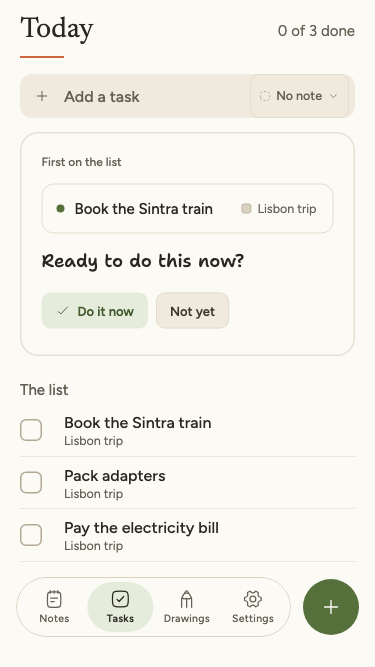 Today
0 of 3 done
Add a task
No note
First on the list
Book the Sintra train
Lisbon trip
Ready to do this now?
Do it now
Not yet
The list
Book the Sintra train
Lisbon trip
Pack adapters
Lisbon trip
Pay the electricity bill
Lisbon trip
Notes
Tasks
Drawings
Settings